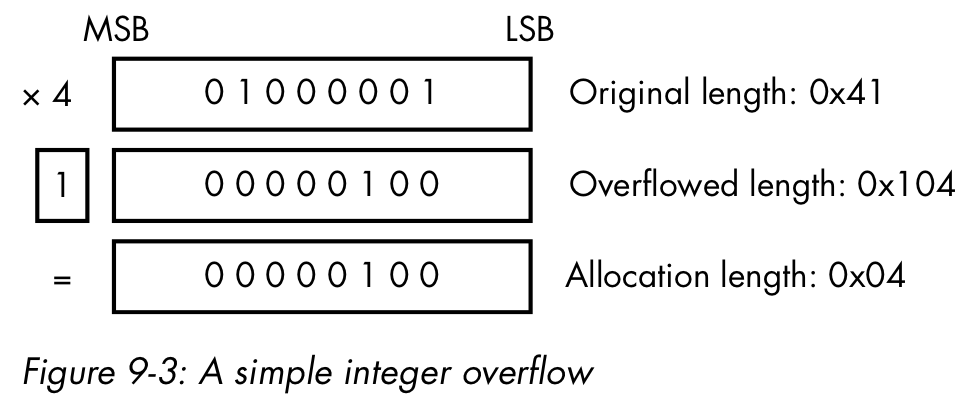 MSB LSB
× 4 0 1 0 0 0 0 0 1 Original length: 0x41
1 0 0 0 0 0 1 0 0 Overflowed length: 0x104
= 0 0 0 0 0 1 0 0 Allocation length: 0x04
Figure 9-3: A simple integer overflow